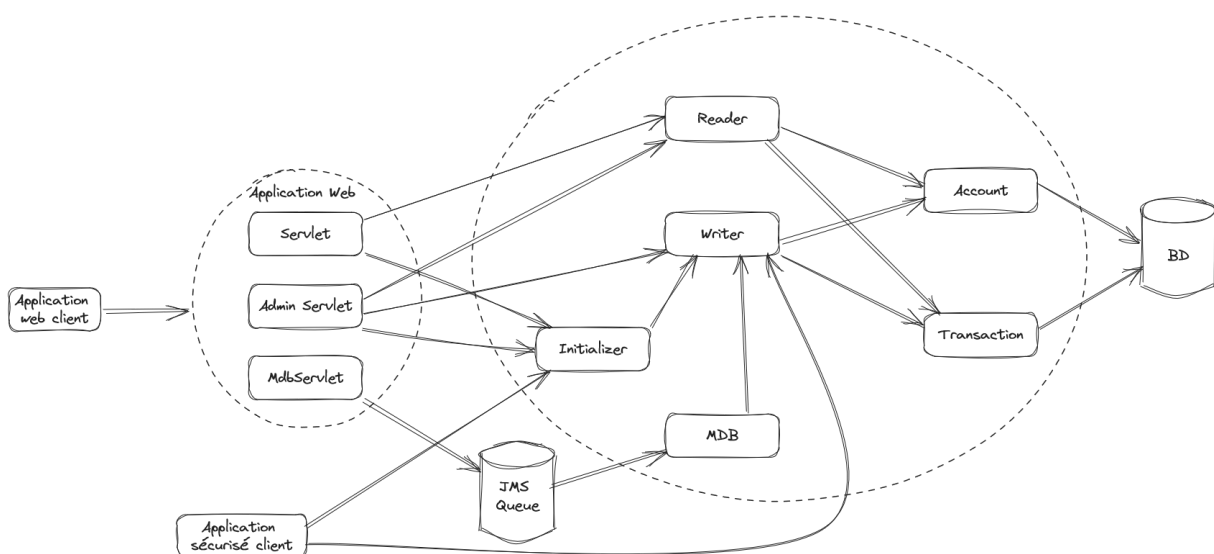 Reader
Application Web
Account
Servlet
Writer
BD
Application
web client
Admin Servlet
Transaction
Initializer
MdbServlet
MDB
JMS
Queue
Application
sécurisé client